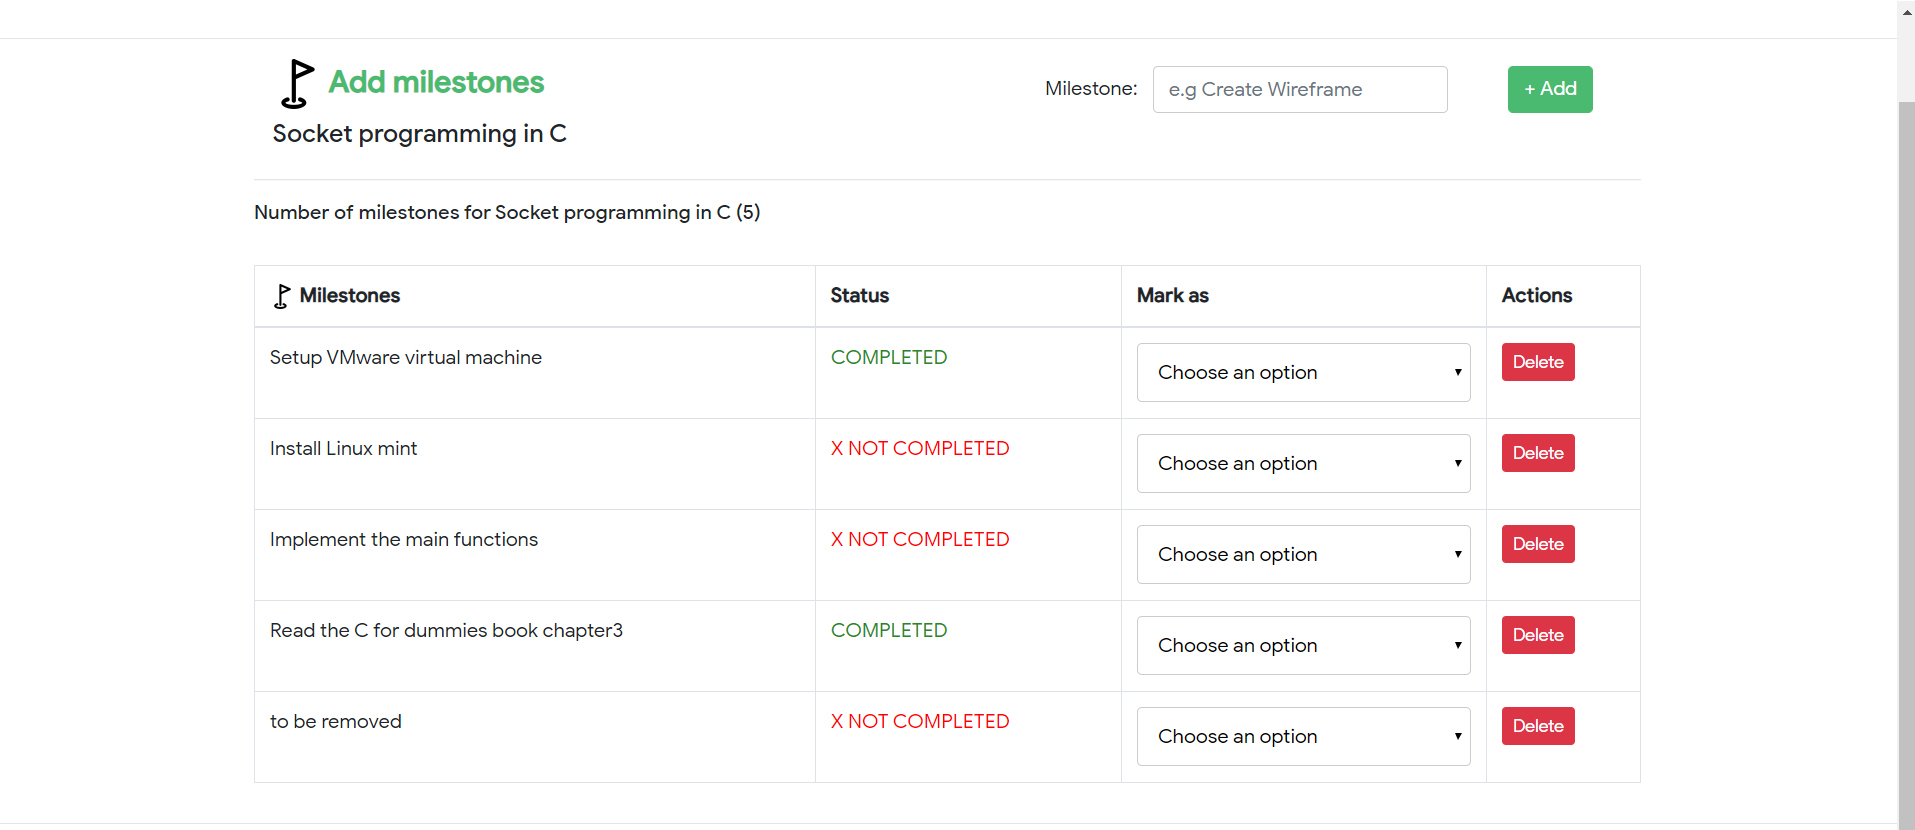 Add milestones
Milestone: e.g Create Wireframe + Add
Socket programming in C
Number of milestones for Socket programming in C (5)
Milestones Status Mark as Actions
Setup VMware virtual machine COMPLETED Choose an option Delete
Install Linux mint X NOT COMPLETED Choose an option Delete
Implement the main functions X NOT COMPLETED Choose an option Delete
Read the C for dummies book chapter3 COMPLETED Choose an option Delete
to be removed X NOT COMPLETED Choose an option Delete